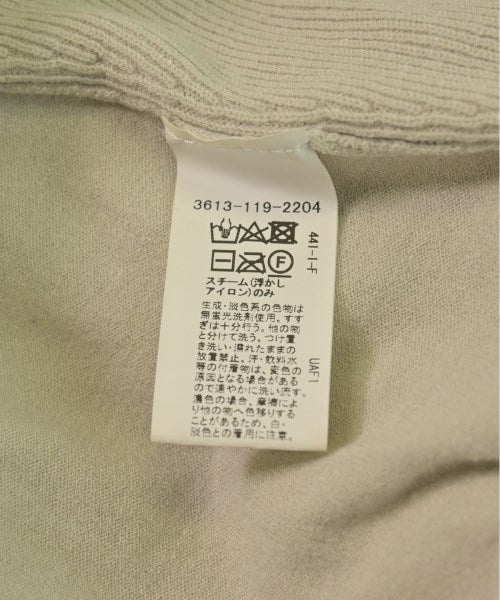 3613-119-2204
F
スチーム(浮かし
アイロン)のみ
生成・淡色系の色物は
無蛍光洗剤使用。すす
ぎは十分行う。他の物
と分けて洗う。つけ置
き洗い・濡れたままの
放置禁止。汗・飲料水
等の付着物は、変色の
原因となる場合がある
ので速やかに洗い流す。
濃色の場合、摩擦によ
り他の物へ色移りする
ことがあるため、白・
淡色との着用に注意。
441-1-F
UAF1